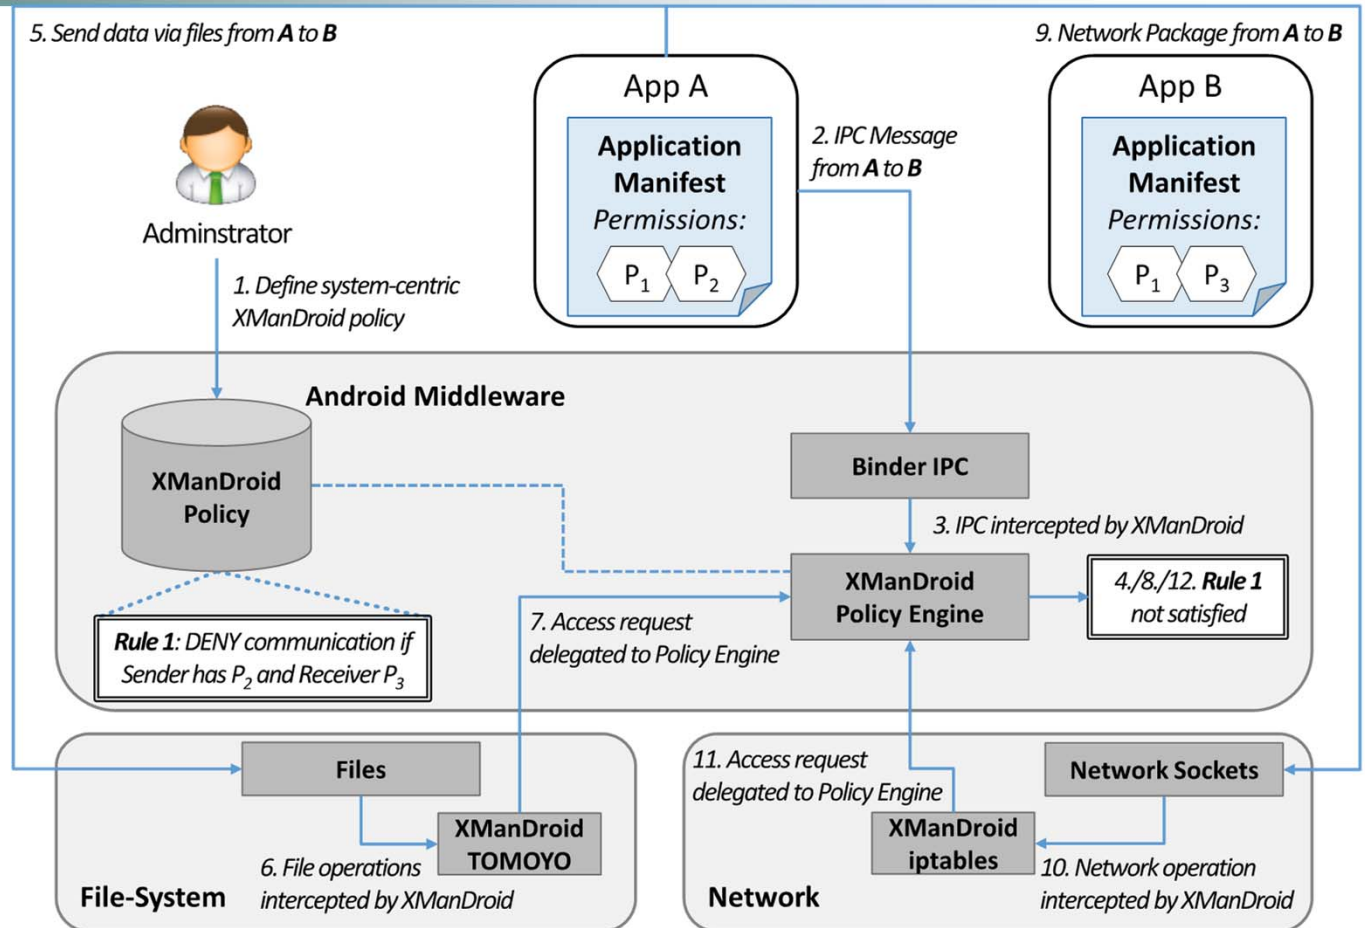 5. Send data via files from A to B
9. Network Package from A to B
App A
Application
Manifest
Permissions:
P1 P2
2. IPC Message
from A to B
App B
Application
Manifest
Permissions:
P1 P3
Adminstrator
1. Define system-centric
XManDroid policy
Android Middleware
XManDroid
Policy
Binder IPC
3. IPC intercepted by XManDroid
XManDroid
Policy Engine
4./8./12. Rule 1
not satisfied
Rule 1: DENY communication if
Sender has P2 and Receiver P3
7. Access request
delegated to Policy Engine
Files
XManDroid
TOMOYO
6. File operations
intercepted by XManDroid
File-System
11. Access request
delegated to Policy Engine
Network Sockets
XManDroid
iptables
10. Network operation
intercepted by XManDroid
Network